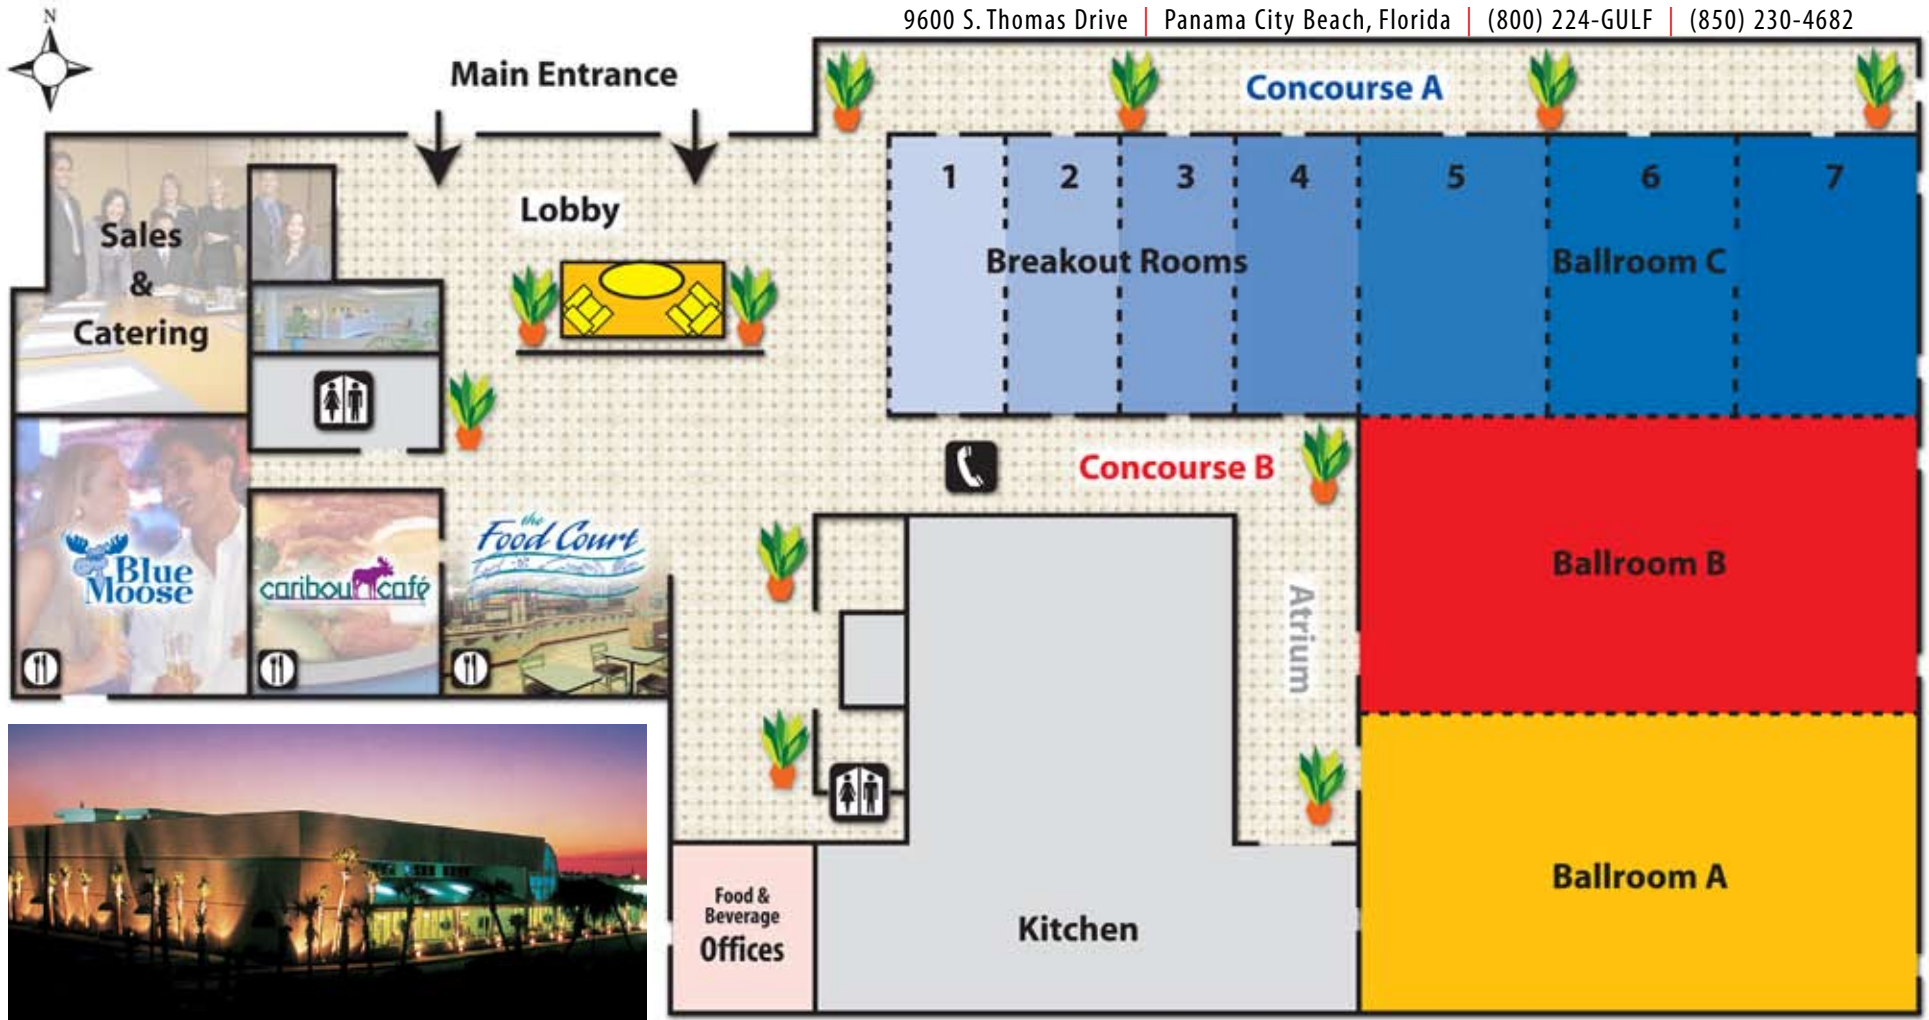 N
9600 S. Thomas Drive | Panama City Beach, Florida | (800) 224-GULF | (850) 230-4682
Main Entrance
Concourse A
Lobby
Sales
&
Catering
1 2 3 4 5 6 7
Breakout Rooms
Ballroom C
Concourse B
Blue
Moose
caribou café
the
Food Court
Atrium
Ballroom B
Ballroom A
Food &
Beverage
Offices
Kitchen